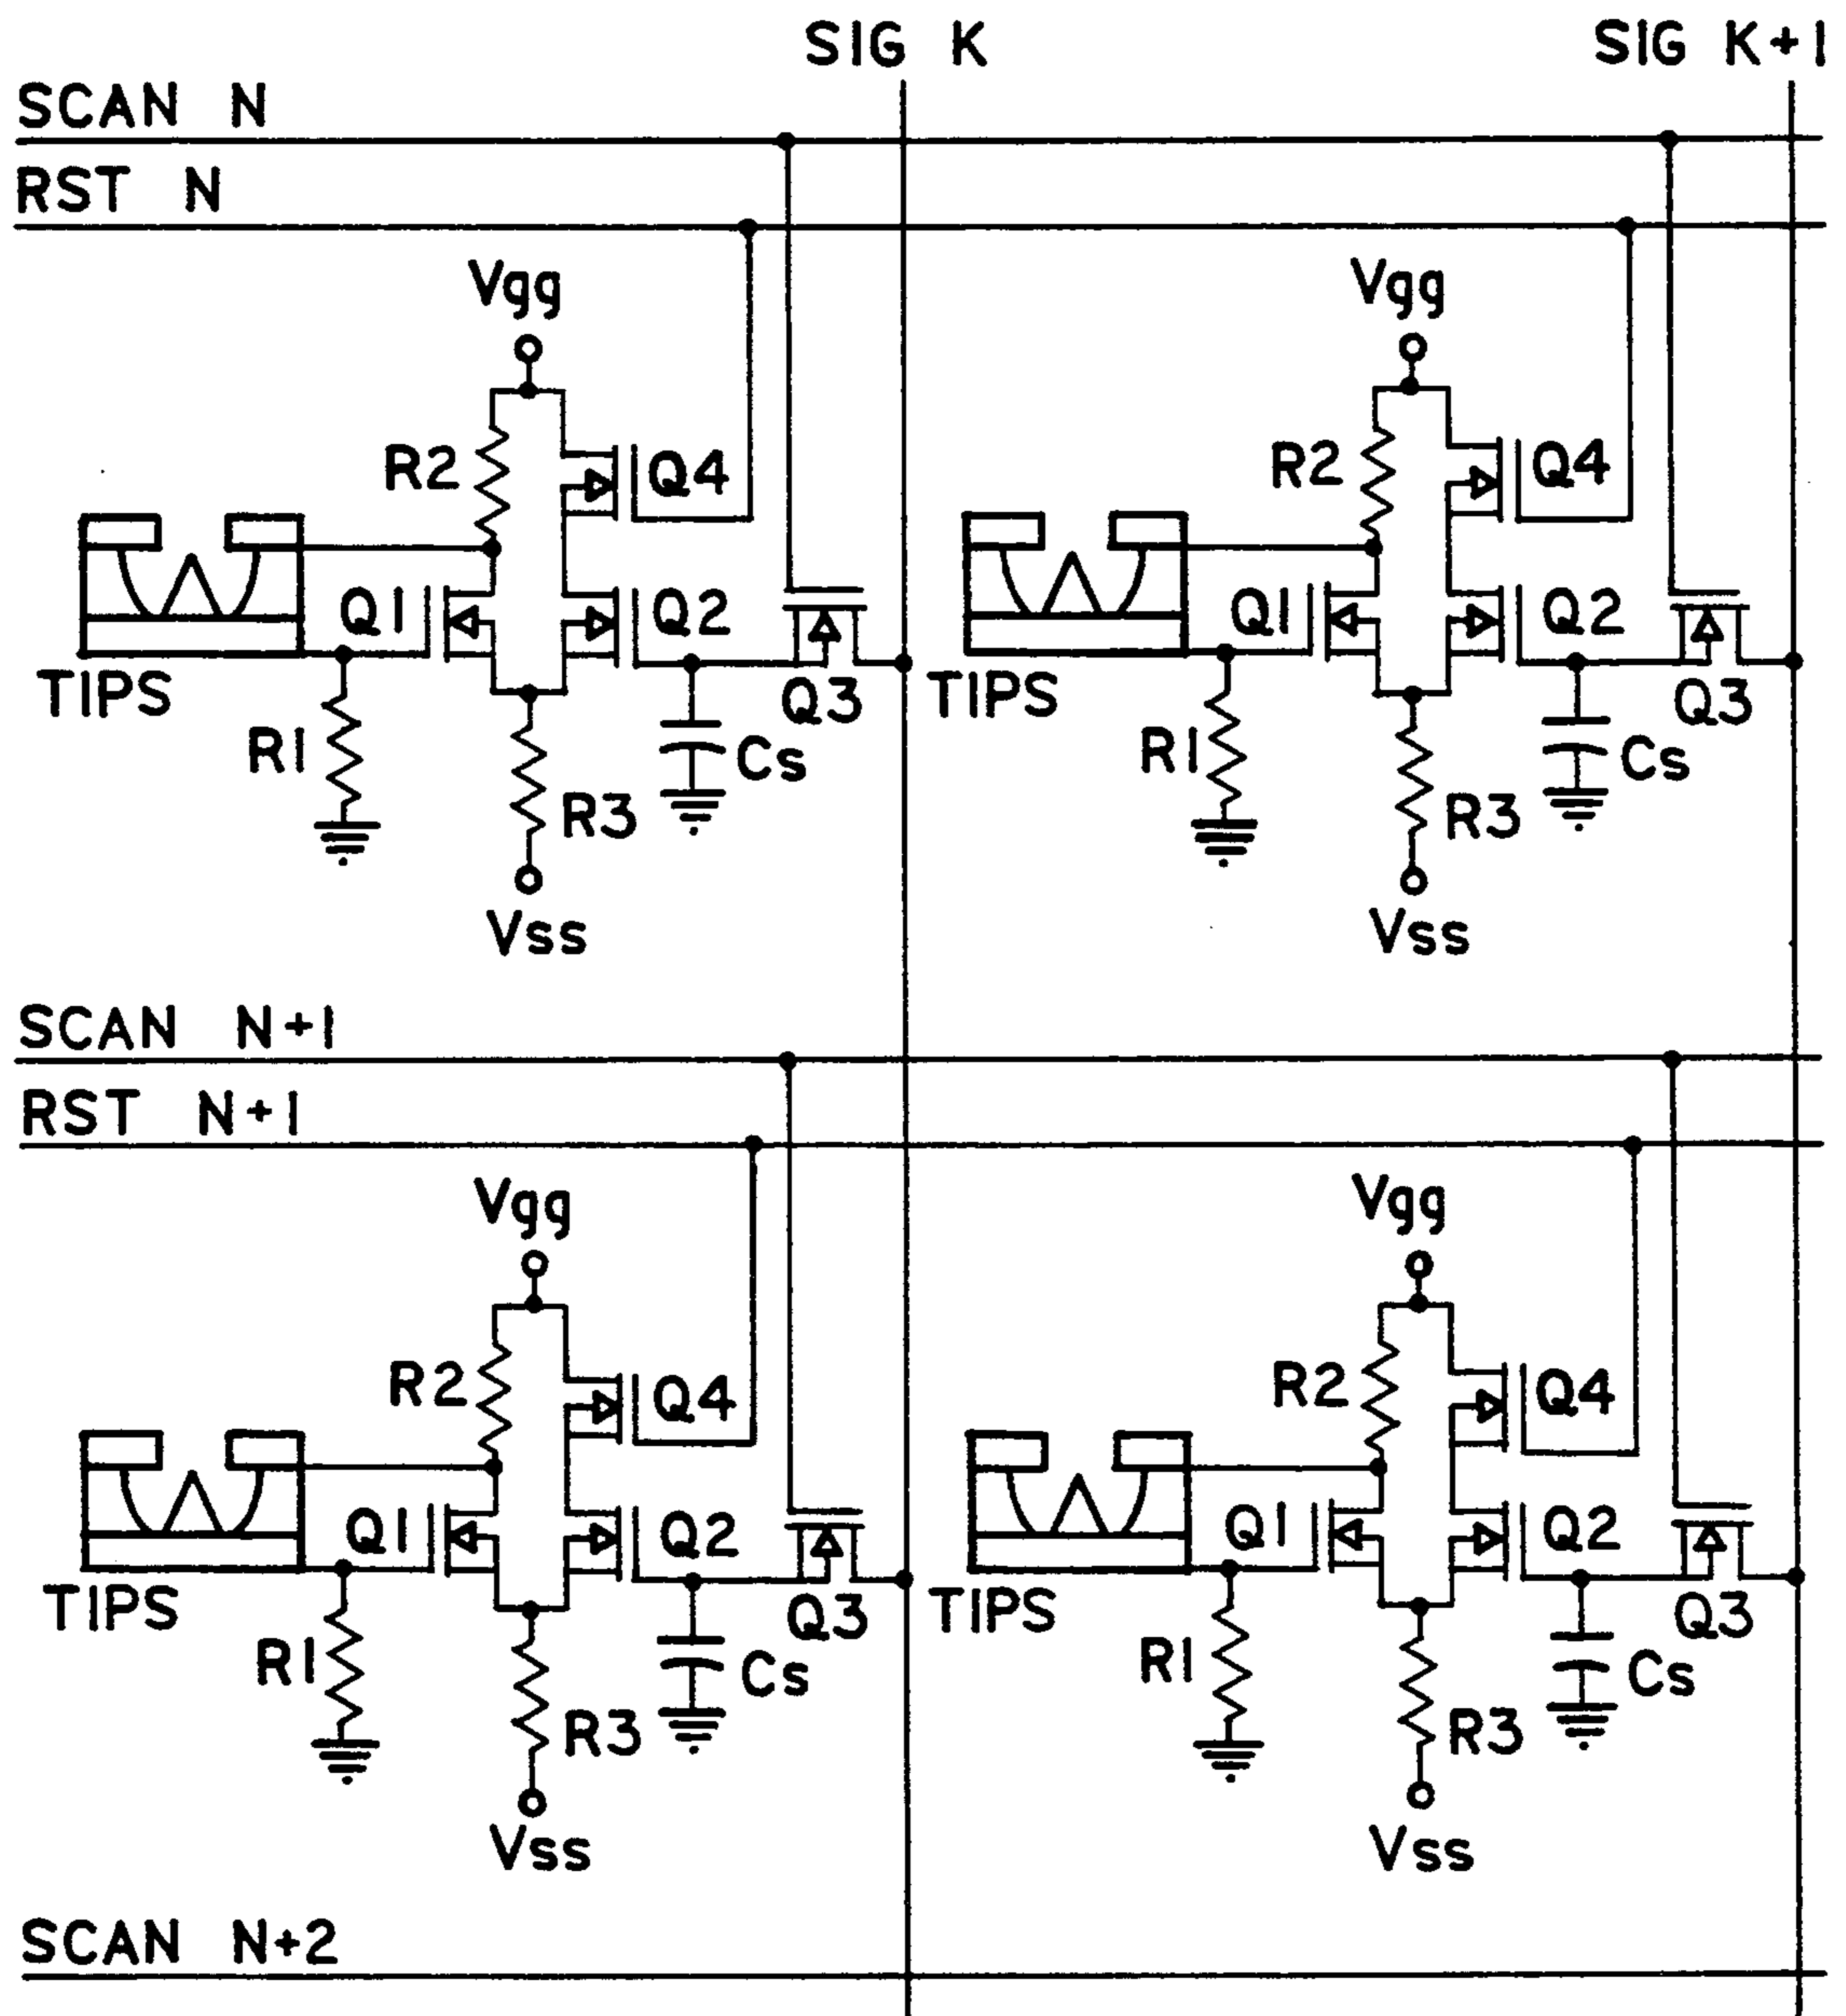 SIG K SIG K+1
SCAN N
RST N
Vgg Vgg
R2 Q4 R2 Q4
Q1 Q2 Q1 Q2
TIPS Q3 TIPS Q3
R1 Cs R1 Cs
R3 R3
Vss Vss
SCAN N+1
RST N+1
Vgg Vgg
R2 Q4 R2 Q4
Q1 Q2 Q1 Q2
TIPS Q3 TIPS Q3
R1 Cs R1 Cs
R3 R3
Vss Vss
SCAN N+2